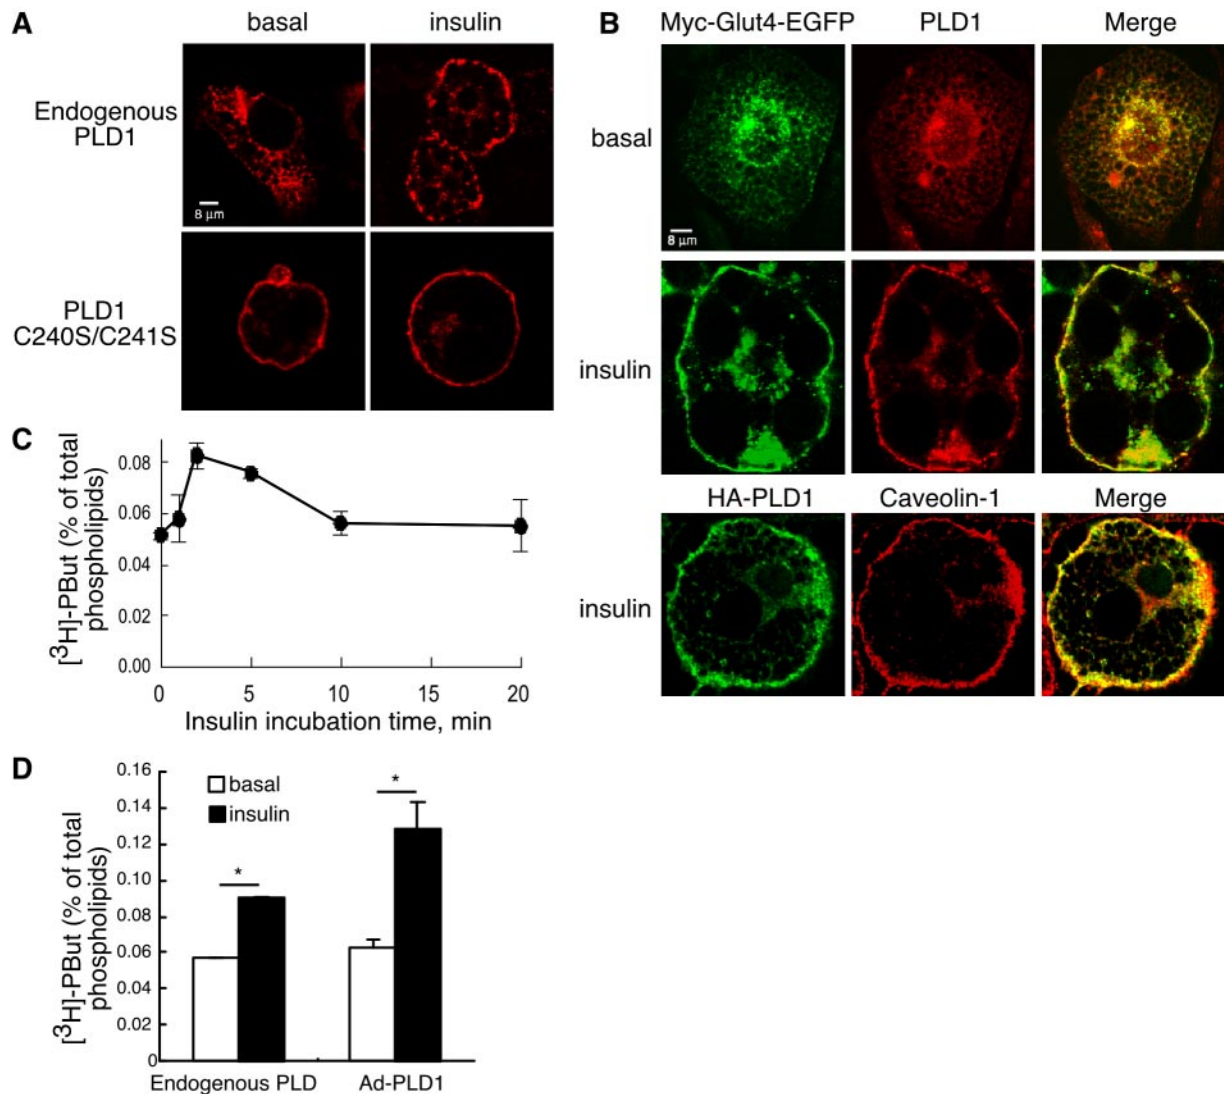 A
basal
insulin
Endogenous
PLD1
8 μm
PLD1
C240S/C241S
B
Myc-Glut4-EGFP
PLD1
Merge
basal
8 μm
insulin
HA-PLD1
Caveolin-1
Merge
insulin
C
[³H]-PBut (% of total
phospholipids)
0.08
0.06
0.04
0.02
0.00
0
5
10
15
20
Insulin incubation time, min
D
[³H]-PBut (% of total
phospholipids)
0.16
0.14
0.12
0.10
0.08
0.06
0.04
0.02
0
basal
insulin
*
*
Endogenous PLD
Ad-PLD1